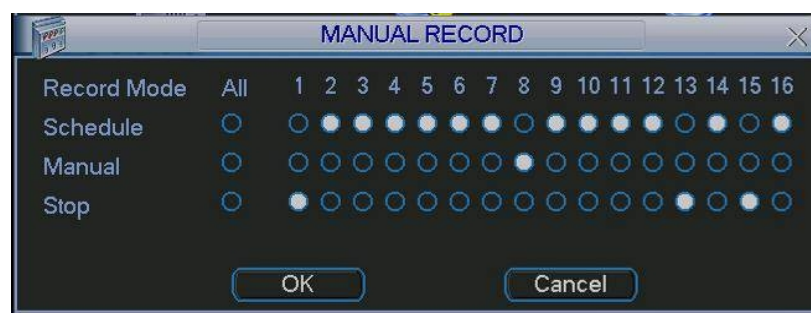 MANUAL RECORD
Record Mode All 1 2 3 4 5 6 7 8 9 10 11 12 13 14 15 16
Schedule
Manual
Stop
OK Cancel